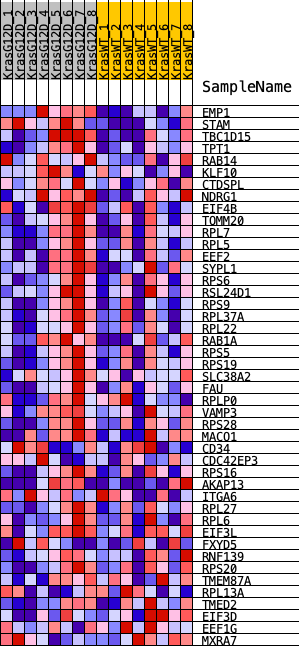 KrasG12D_1
KrasG12D_2
KrasG12D_3
KrasG12D_4
KrasG12D_5
KrasG12D_6
KrasG12D_7
KrasG12D_8
KrasWT_1
KrasWT_2
KrasWT_3
KrasWT_4
KrasWT_5
KrasWT_6
KrasWT_7
KrasWT_8
SampleName
EMP1
STAM
TBC1D15
TPT1
RAB14
KLF10
CTDSPL
NDRG1
EIF4B
TOMM20
RPL7
RPL5
EEF2
SYPL1
RPS6
RSL24D1
RPS9
RPL37A
RPL22
RAB1A
RPS5
RPS19
SLC38A2
FAU
RPLP0
VAMP3
RPS28
MACO1
CD34
CDC42EP3
RPS16
AKAP13
ITGA6
RPL27
RPL6
EIF3L
FXYD5
RNF139
RPS20
TMEM87A
RPL13A
TMED2
EIF3D
EEF1G
MXRA7